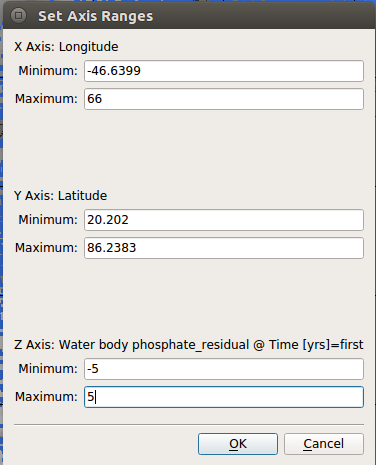 Set Axis Ranges
X Axis: Longitude
Minimum: -46.6399
Maximum: 66
Y Axis: Latitude
Minimum: 20.202
Maximum: 86.2383
Z Axis: Water body phosphate_residual @ Time [yrs]=first
Minimum: -5
Maximum: 5
OK Cancel